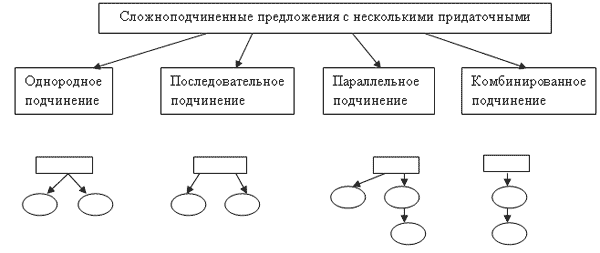 Сложноподчиненные предложения с несколькими придаточными
Однородное
подчинение
Последовательное
подчинение
Параллельное
подчинение
Комбинированное
подчинение